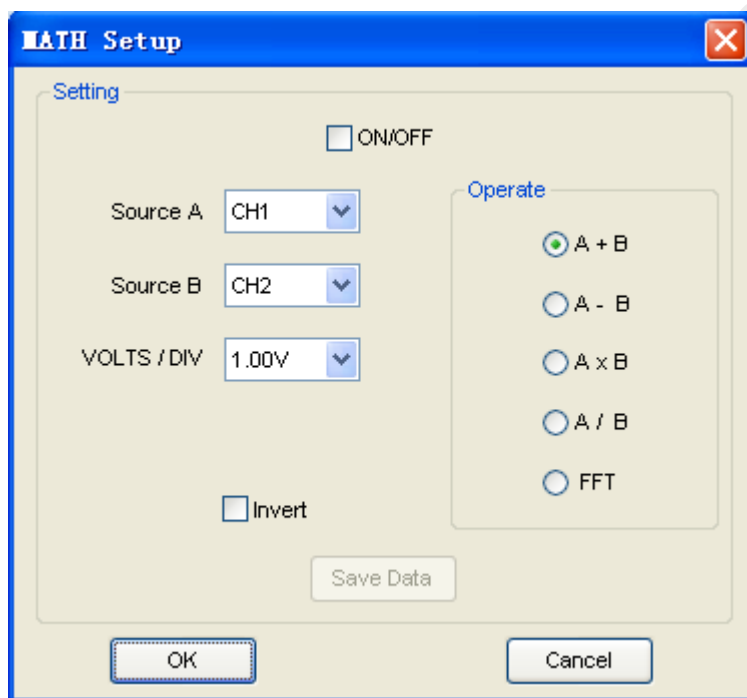 MATH Setup
Setting
ON/OFF
Source A CH1
Source B CH2
VOLTS / DIV 1.00V
Invert
Operate
A + B
A - B
A x B
A / B
FFT
Save Data
OK
Cancel